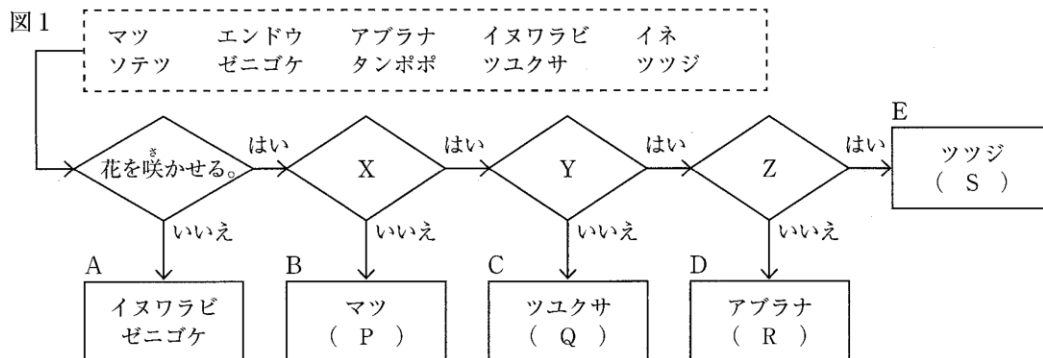 図1
マツ エンドウ アブラナ イヌワラビ イネ
ソテツ ゼニゴケ タンポポ ツユクサ ツツジ
花を咲かせる。
さ
はい
いいえ
X
はい
いいえ
Y
はい
いいえ
Z
はい
いいえ
A
イヌワラビ
ゼニゴケ
B
マツ
( P )
C
ツユクサ
( Q )
D
アブラナ
( R )
E
ツツジ
( S )